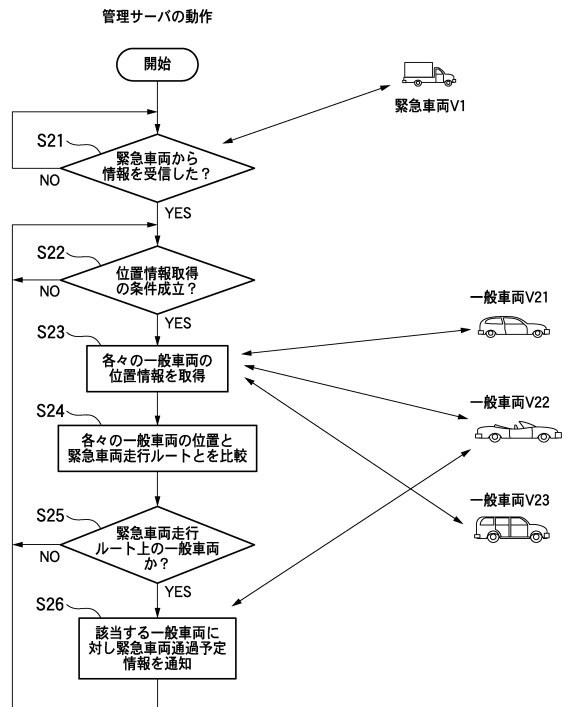 管理サーバの動作
開始
緊急車両V1
S21
緊急車両から
情報を受信した？
NO
YES
S22
位置情報取得
の条件成立？
NO
YES
一般車両V21
S23
各々の一般車両の
位置情報を取得
一般車両V22
S24
各々の一般車両の位置と
緊急車両走行ルートとを比較
一般車両V23
S25
緊急車両走行
ルート上の一般車両
か？
NO
YES
S26
該当する一般車両に
対し緊急車両通過予定
情報を通知